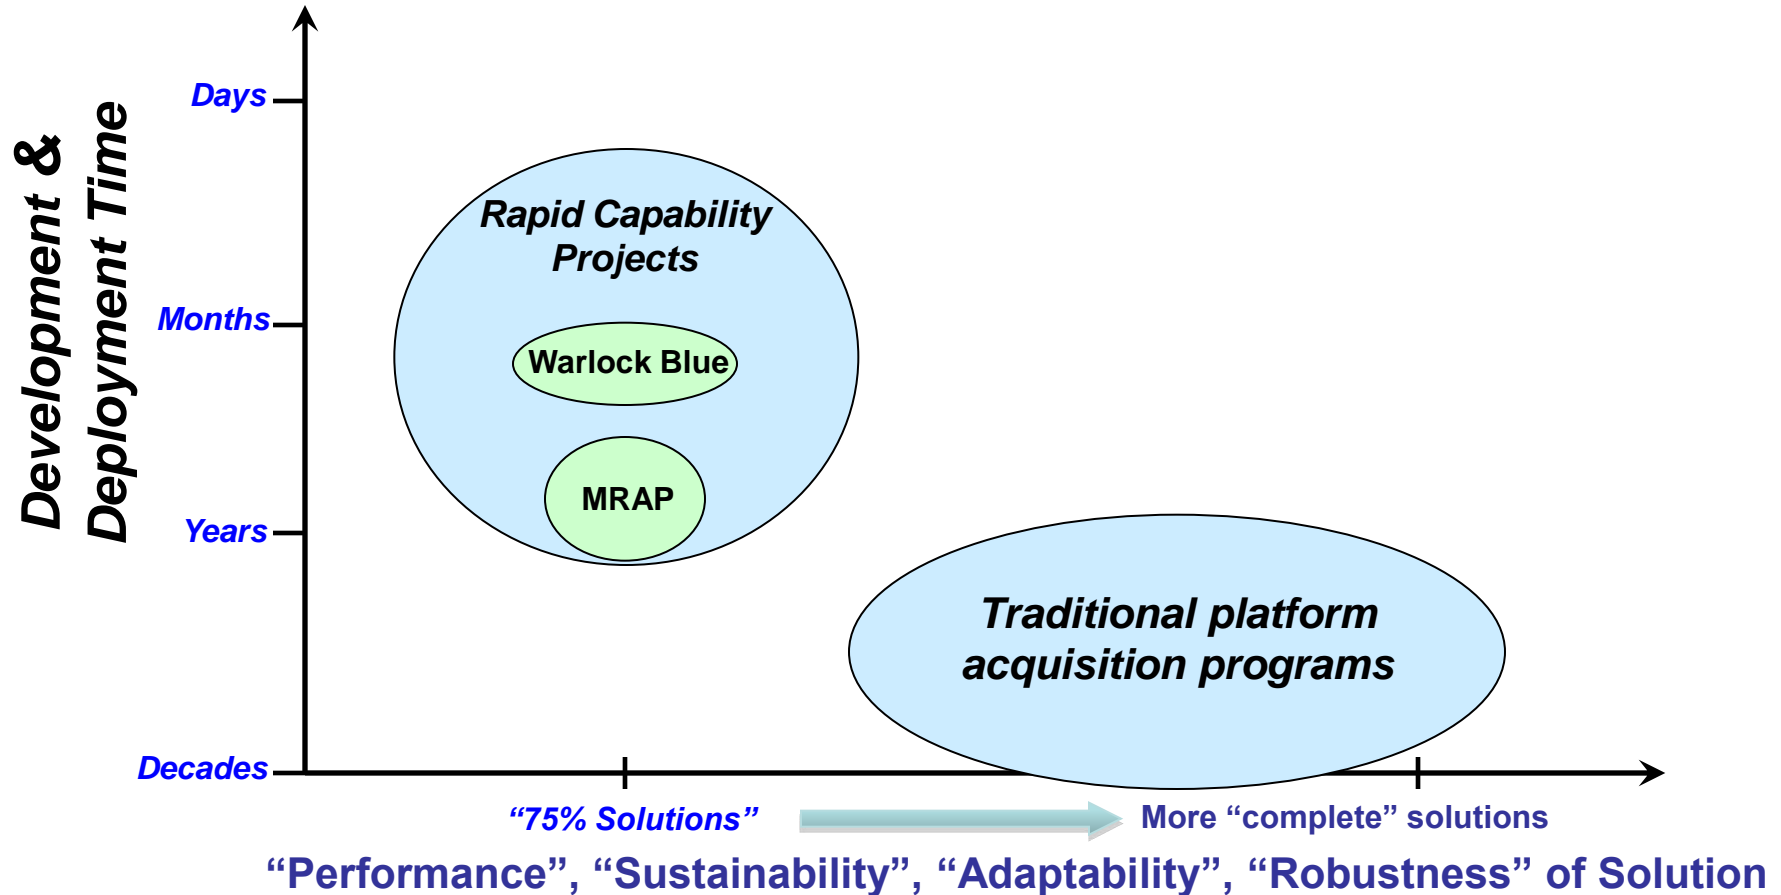 Development &
Deployment Time
Days
Months
Years
Decades
Rapid Capability
Projects
Warlock Blue
MRAP
Traditional platform
acquisition programs
“75% Solutions”
More “complete” solutions
“Performance”, “Sustainability”, “Adaptability”, “Robustness” of Solution